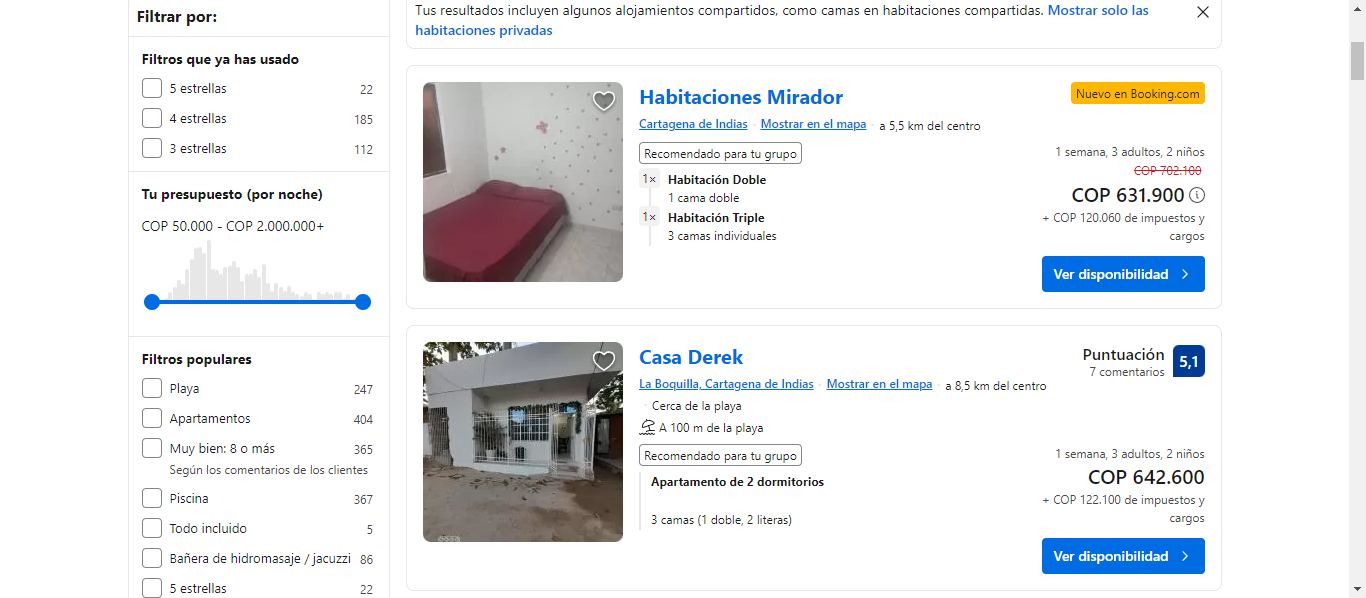 Filtrar por:
Filtros que ya has usado
5 estrellas 22
4 estrellas 185
3 estrellas 112
Tu presupuesto (por noche)
COP 50.000 - COP 2.000.000+
Filtros populares
Playa 247
Apartamentos 404
Muy bien: 8 o más 365
Según los comentarios de los clientes
Piscina 367
Todo incluido 5
Bañera de hidromasaje / jacuzzi 86
5 estrellas 22
Tus resultados incluyen algunos alojamientos compartidos, como camas en habitaciones compartidas. Mostrar solo las
habitaciones privadas
Habitaciones Mirador
Nuevo en Booking.com
Cartagena de Indias · Mostrar en el mapa · a 5,5 km del centro
Recomendado para tu grupo
1× Habitación Doble
1 cama doble
1× Habitación Triple
3 camas individuales
1 semana, 3 adultos, 2 niños
COP 702.100
COP 631.900
+ COP 120.060 de impuestos y
cargos
Ver disponibilidad
Casa Derek
Puntuación 5,1
7 comentarios
La Boquilla, Cartagena de Indias · Mostrar en el mapa · a 8,5 km del centro
· Cerca de la playa
A 100 m de la playa
Recomendado para tu grupo
Apartamento de 2 dormitorios
3 camas (1 doble, 2 literas)
1 semana, 3 adultos, 2 niños
COP 642.600
+ COP 122.100 de impuestos y
cargos
Ver disponibilidad